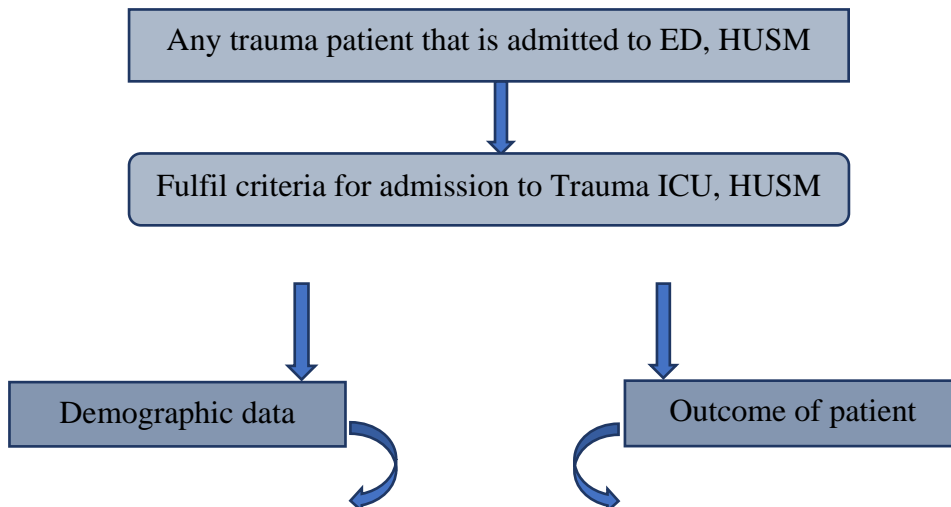 Any trauma patient that is admitted to ED, HUSM
Fulfil criteria for admission to Trauma ICU, HUSM
Demographic data
Outcome of patient